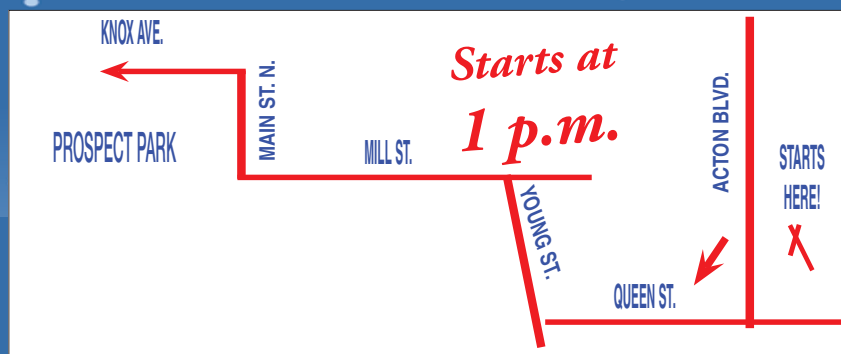 KNOX AVE.
Starts at
1 p.m.
MAIN ST. N.
PROSPECT PARK
MILL ST.
ACTON BLVD.
STARTS
HERE!
YOUNG ST.
QUEEN ST.